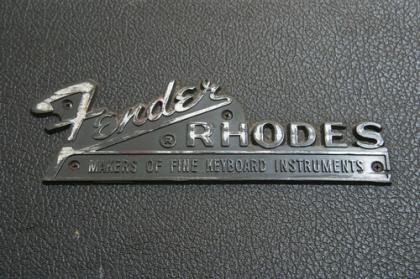 Fender
® RHODES
MAKERS OF FINE KEYBOARD INSTRUMENTS